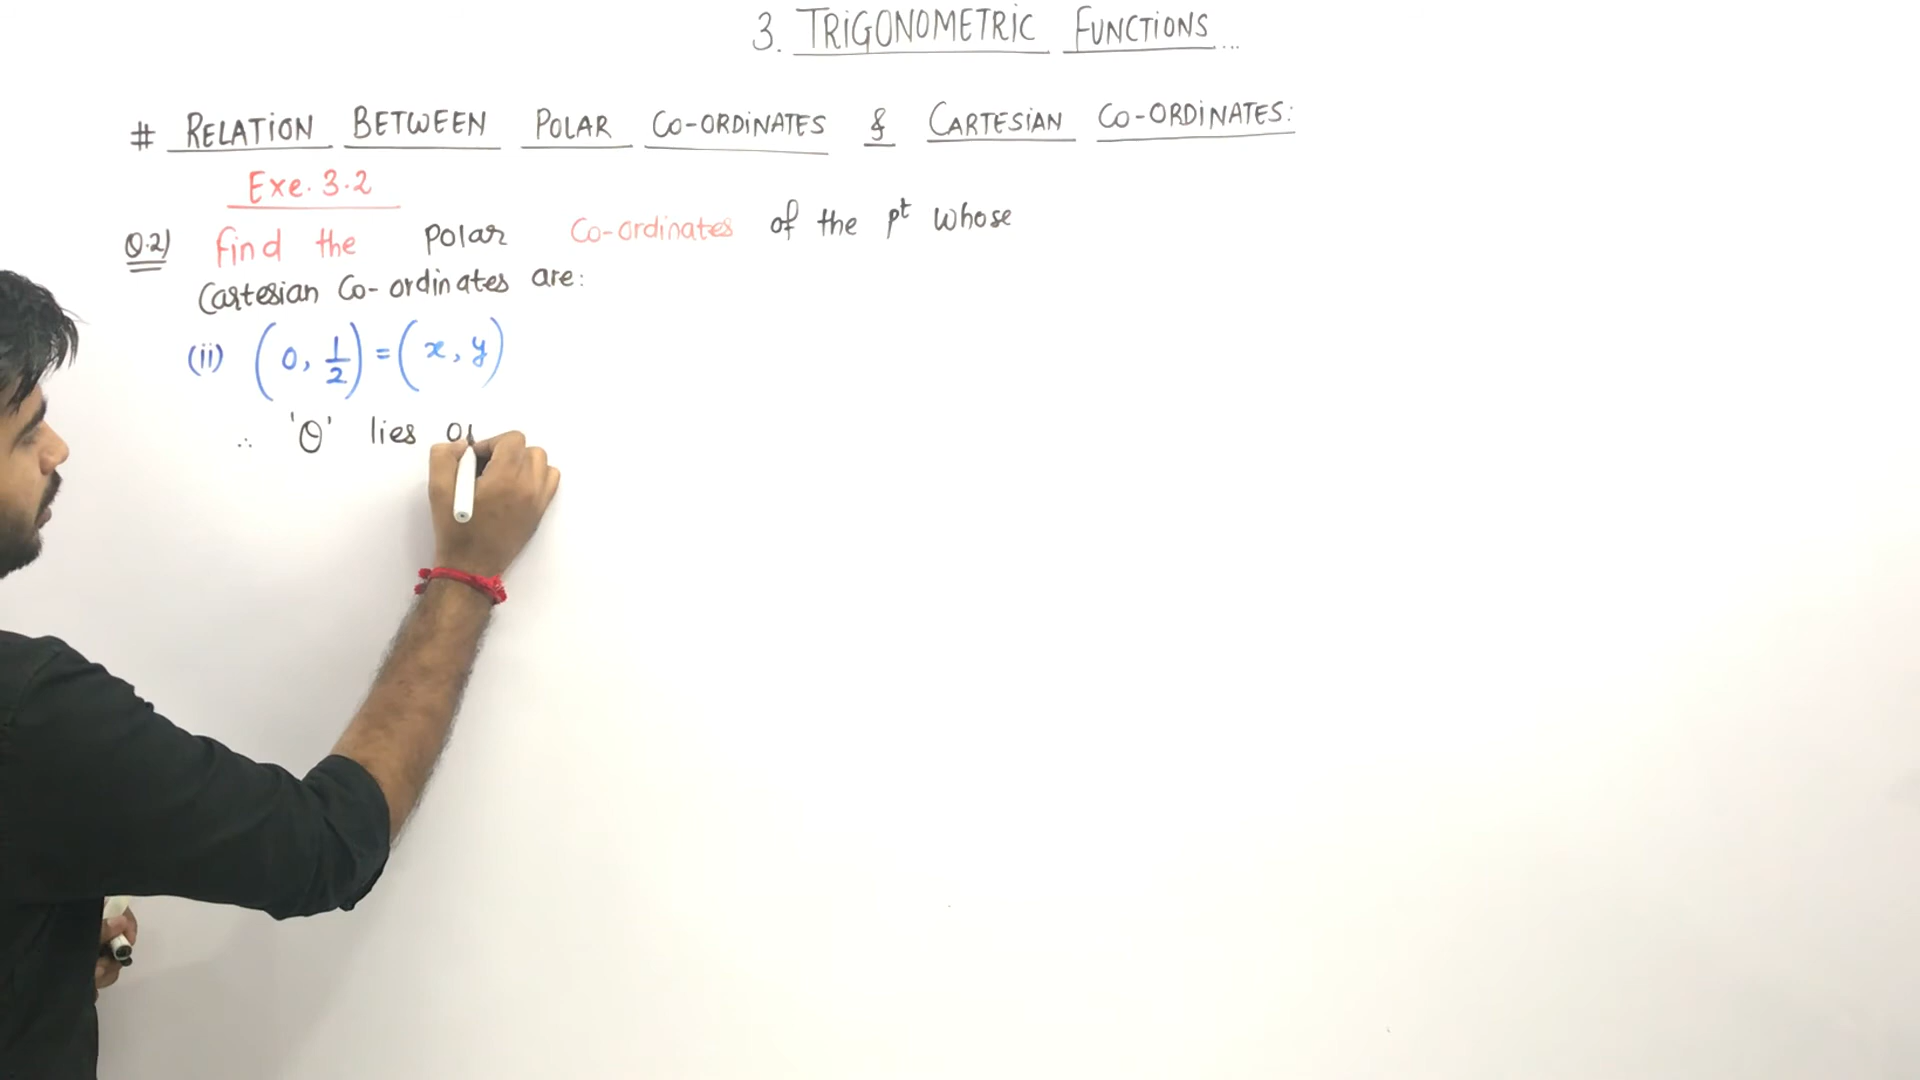 3. TRIGONOMETRIC FUNCTIONS...
# RELATION BETWEEN POLAR CO-ORDINATES & CARTESIAN CO-ORDINATES:
Exe. 3.2
Q.2) Find the polar Co-ordinates of the pt whose
Cartesian Co-ordinates are:
(ii) (0, 1/2) = (x, y)
∴ 'θ' lies